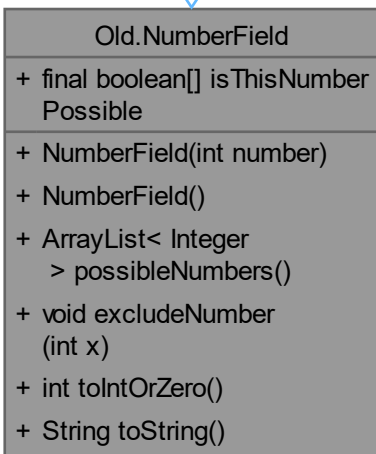 Old.NumberField
+ final boolean[] isThisNumber
Possible
+ NumberField(int number)
+ NumberField()
+ ArrayList< Integer
> possibleNumbers()
+ void excludeNumber
(int x)
+ int toIntOrZero()
+ String toString()